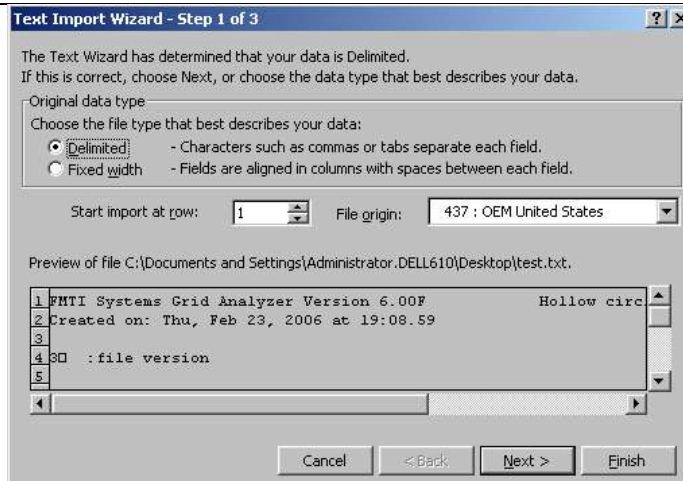 Text Import Wizard - Step 1 of 3
The Text Wizard has determined that your data is Delimited.
If this is correct, choose Next, or choose the data type that best describes your data.
Original data type
Choose the file type that best describes your data:
Delimited - Characters such as commas or tabs separate each field.
Fixed width - Fields are aligned in columns with spaces between each field.
Start import at row: 1 File origin: 437 : OEM United States
Preview of file C:\Documents and Settings\Administrator.DELL610\Desktop\test.txt.
1 FMTI Systems Grid Analyzer Version 6.00F Hollow circ
2 Created on: Thu, Feb 23, 2006 at 19:08.59
3
4 3□ :file version
5
Cancel < Back Next > Finish